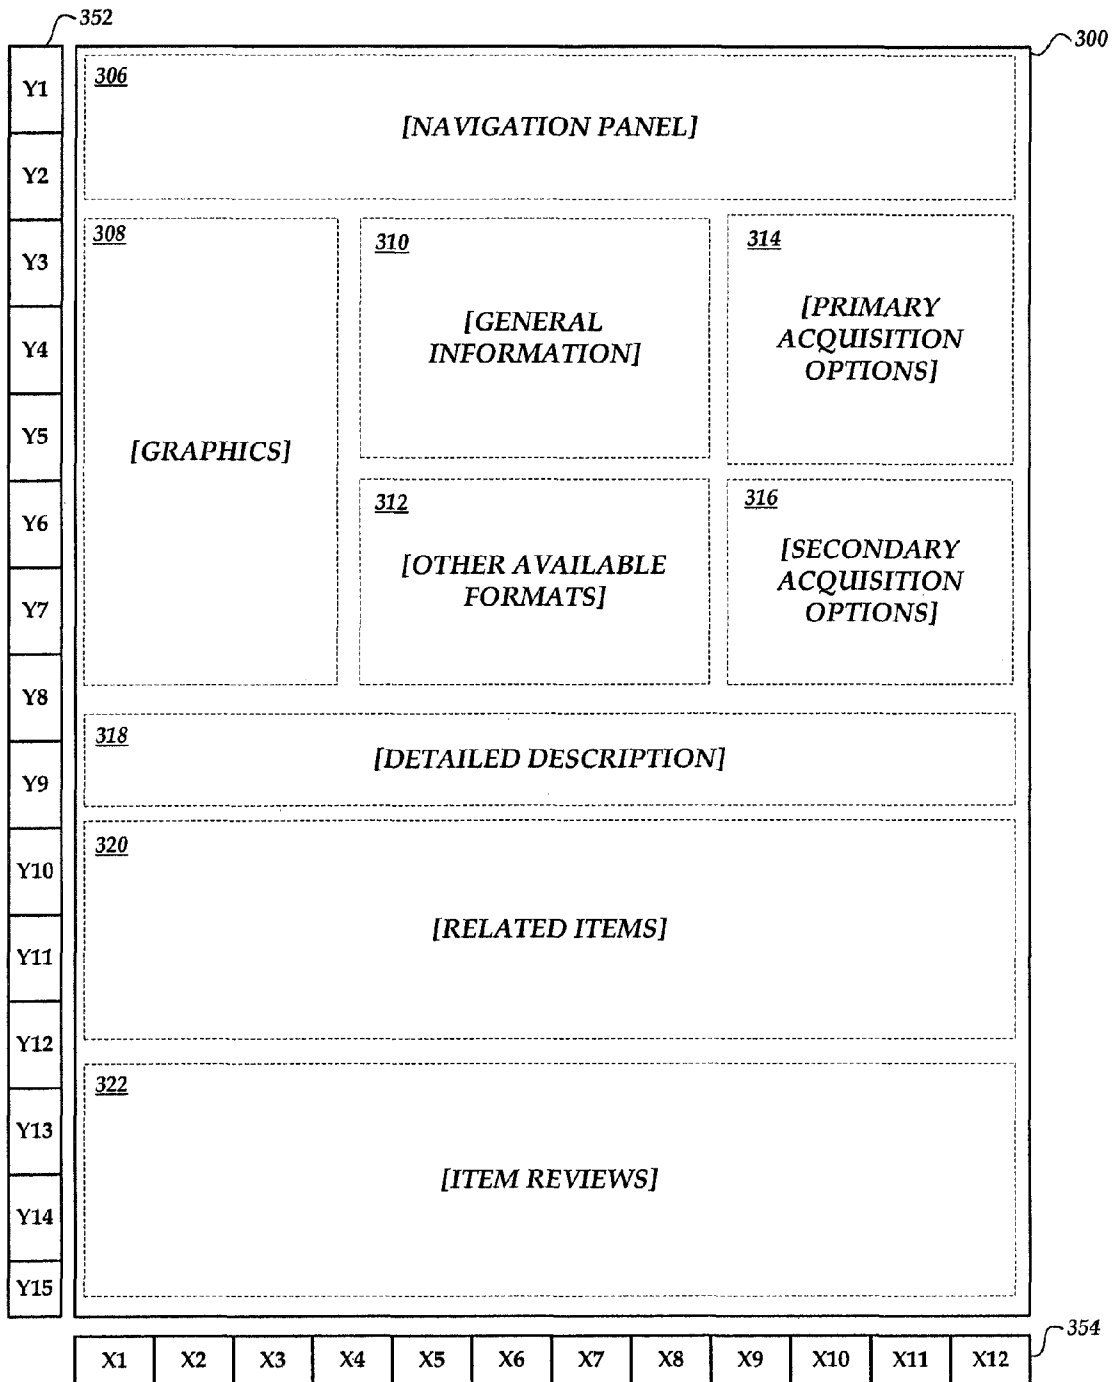 352
300
Y1
Y2
Y3
Y4
Y5
Y6
Y7
Y8
Y9
Y10
Y11
Y12
Y13
Y14
Y15
306
[NAVIGATION PANEL]
308
[GRAPHICS]
310
[GENERAL
INFORMATION]
314
[PRIMARY
ACQUISITION
OPTIONS]
312
[OTHER AVAILABLE
FORMATS]
316
[SECONDARY
ACQUISITION
OPTIONS]
318
[DETAILED DESCRIPTION]
320
[RELATED ITEMS]
322
[ITEM REVIEWS]
354
X1 X2 X3 X4 X5 X6 X7 X8 X9 X10 X11 X12